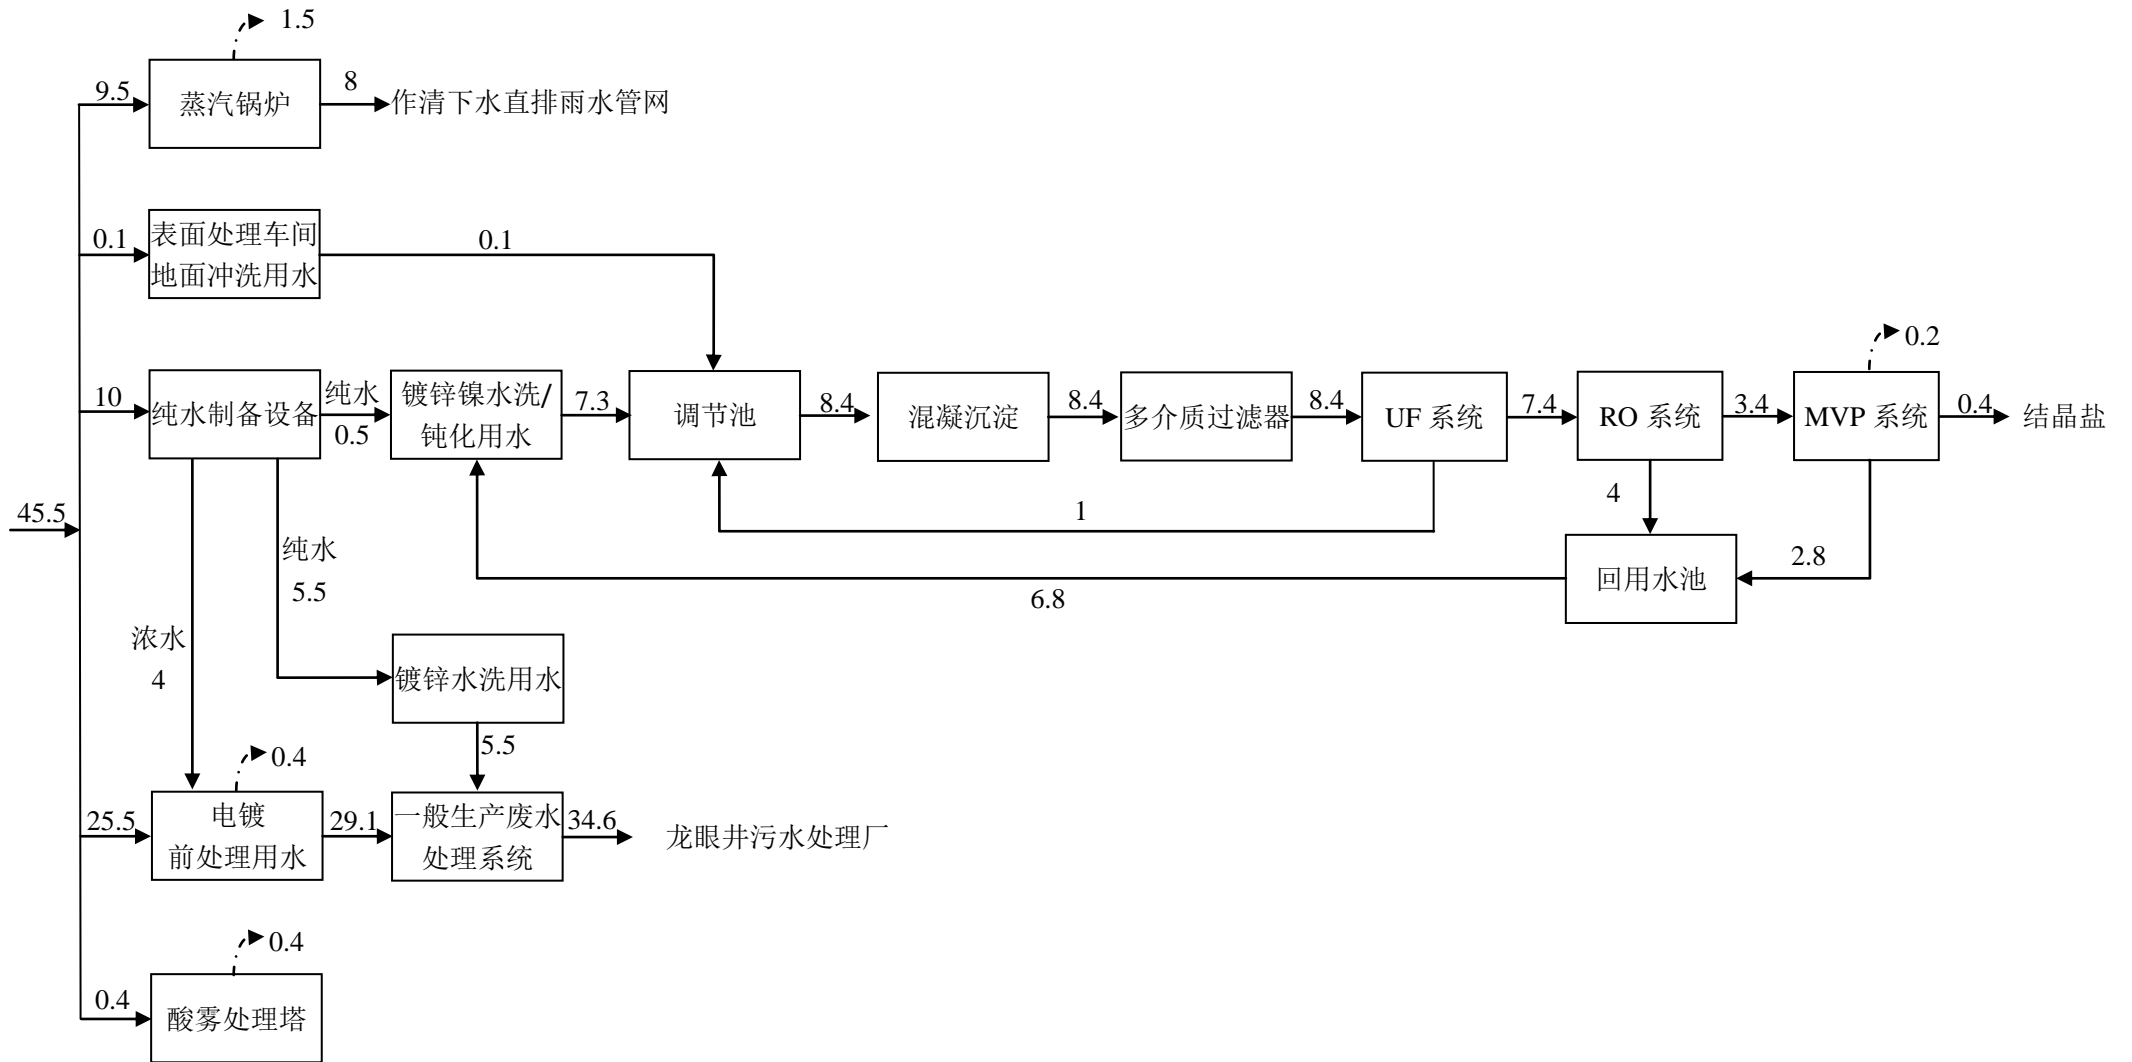 1.5
9.5
蒸汽锅炉
8
作清下水直排雨水管网
0.1
表面处理车间
地面冲洗用水
0.1
10
纯水制备设备
纯水
0.5
镀锌镍水洗/
钝化用水
7.3
调节池
8.4
混凝沉淀
8.4
多介质过滤器
8.4
UF 系统
7.4
RO 系统
3.4
MVP 系统
0.2
0.4
结晶盐
1
4
2.8
回用水池
6.8
45.5
纯水
5.5
浓水
4
镀锌水洗用水
5.5
0.4
25.5
电镀
前处理用水
29.1
一般生产废水
处理系统
34.6
龙眼井污水处理厂
0.4
0.4
酸雾处理塔